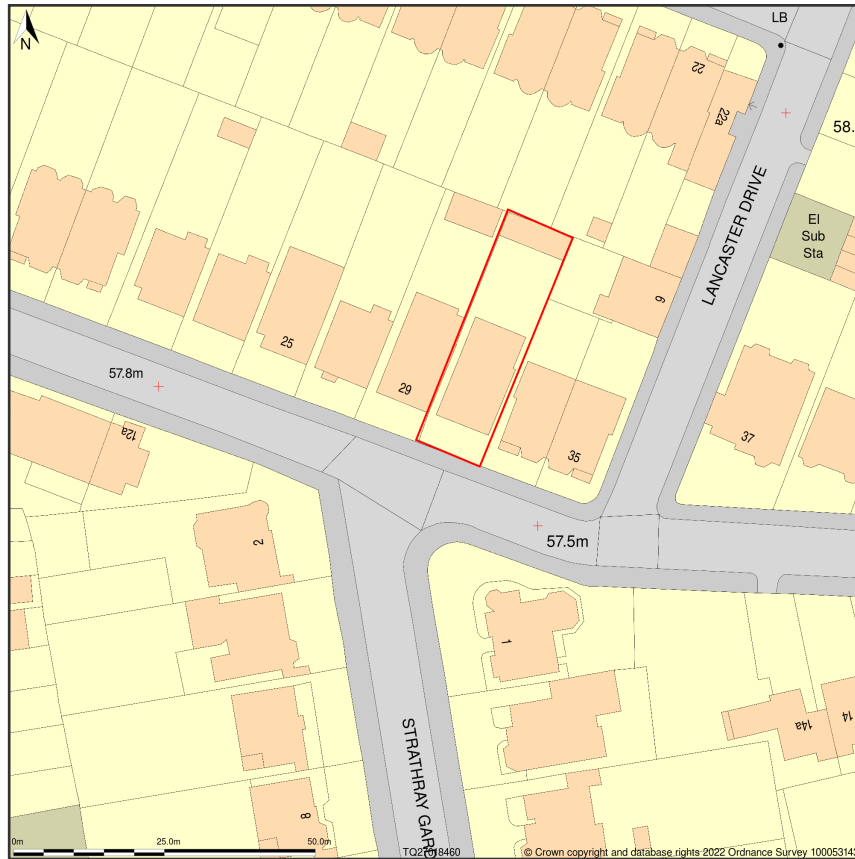 N
LB
22
22a
58.
LANCASTER DRIVE
El
Sub
Sta
9
25
57.8m
29
12a
35
37
57.5m
2
1
STRATHRAY GAR
14a
14
8
0m
25.0m
50.0m
© Crown copyright and database rights 2022 Ordnance Survey